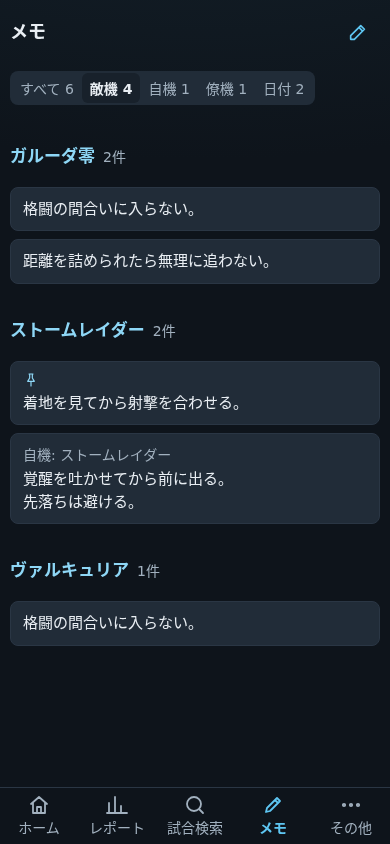 メモ
すべて 6 敵機 4 自機 1 僚機 1 日付 2
ガルーダ零 2件
格闘の間合いに入らない。
距離を詰められたら無理に追わない。
ストームレイダー 2件
着地を見てから射撃を合わせる。
自機: ストームレイダー
覚醒を吐かせてから前に出る。
先落ちは避ける。
ヴァルキュリア 1件
格闘の間合いに入らない。
ホーム レポート 試合検索 メモ その他